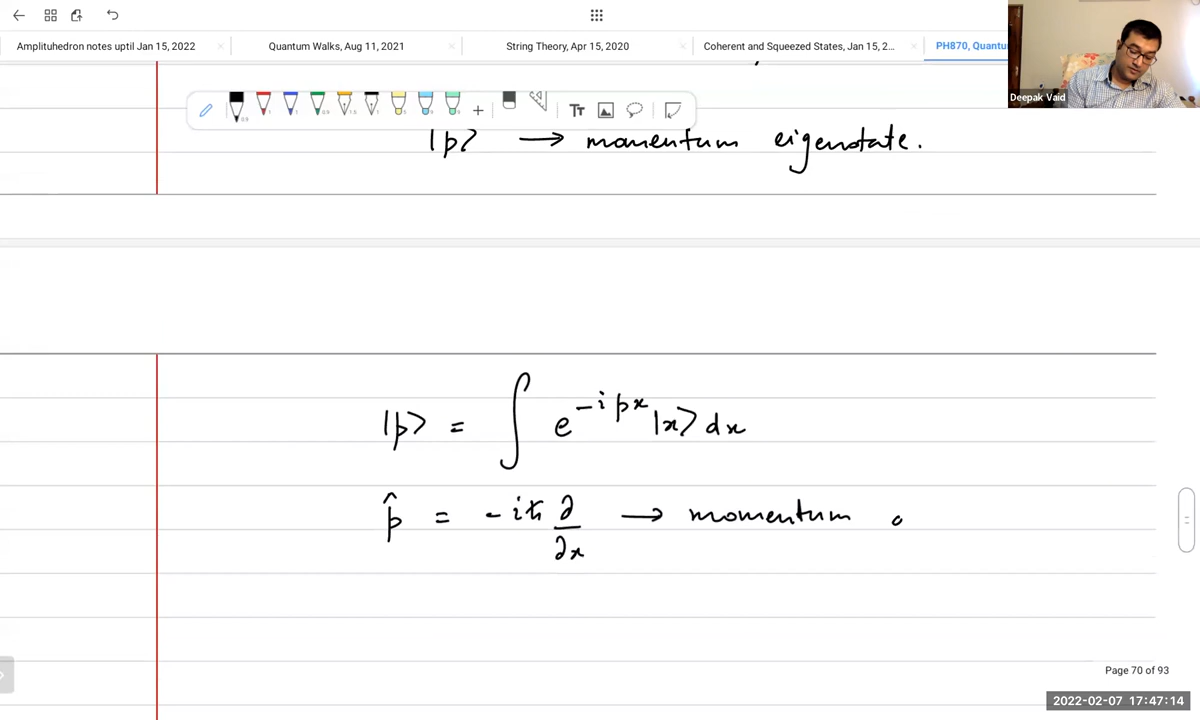 Amplituhedron notes uptil Jan 15, 2022
Quantum Walks, Aug 11, 2021
String Theory, Apr 15, 2020
Coherent and Squeezed States, Jan 15, 2...
PH870, Quantu
Deepak Vaid
Tт
|p> → momentum eigenstate.
|p> = ∫ e^{-ipx} |x> dx
p̂ = -iħ ∂/∂x → momentum o
Page 70 of 93
2022-02-07 17:47:14